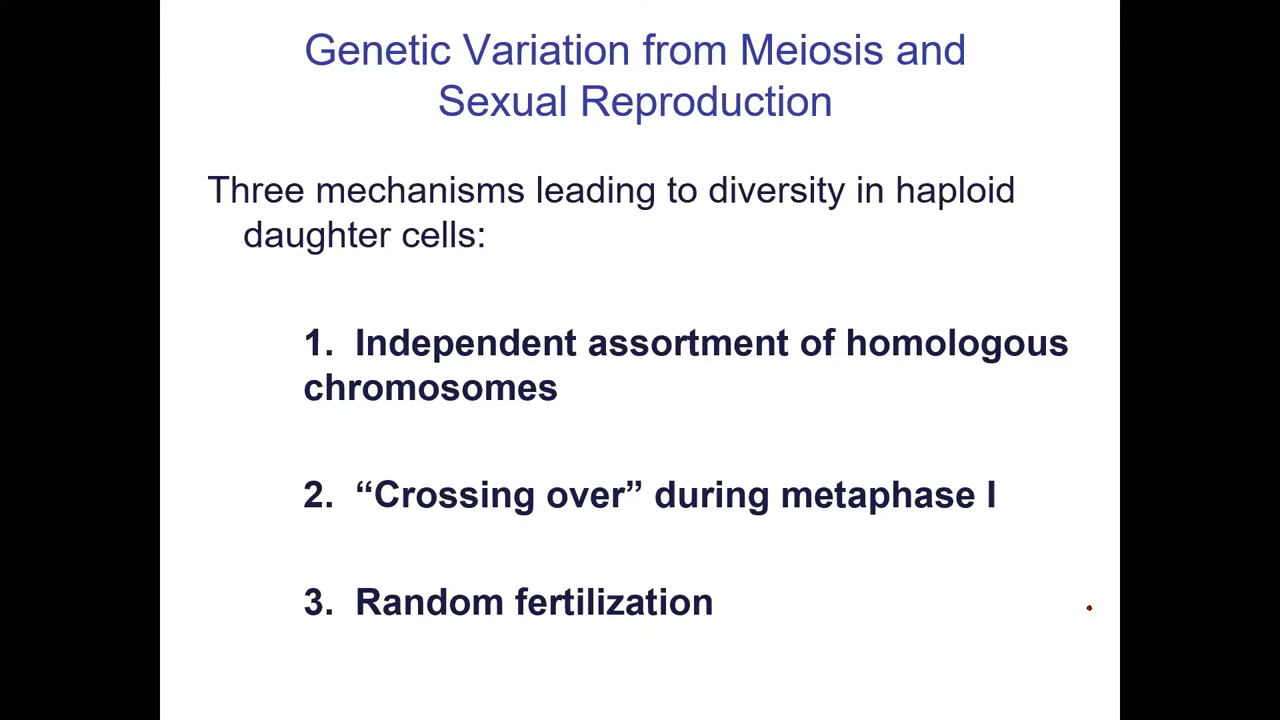 Genetic Variation from Meiosis and
Sexual Reproduction
Three mechanisms leading to diversity in haploid
daughter cells:
1. Independent assortment of homologous
chromosomes
2. “Crossing over” during metaphase I
3. Random fertilization